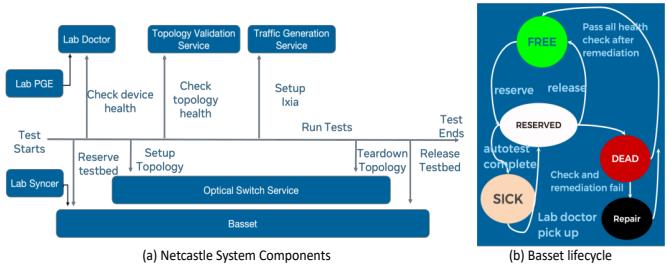 Lab Doctor
Topology Validation
Service
Traffic Generation
Service
Lab PGE
Check device
health
Check
topology
health
Setup
Ixia
Test
Starts
Run Tests
Test
Ends
Reserve
testbed
Setup
Topology
Teardown
Topology
Release
Testbed
Lab Syncer
Optical Switch Service
Basset
(a) Netcastle System Components
FREE
Pass all health
check after
remediation
reserve
release
RESERVED
autotest
complete
DEAD
Check and
remediation fail
SICK
Lab doctor
pick up
Repair
(b) Basset lifecycle